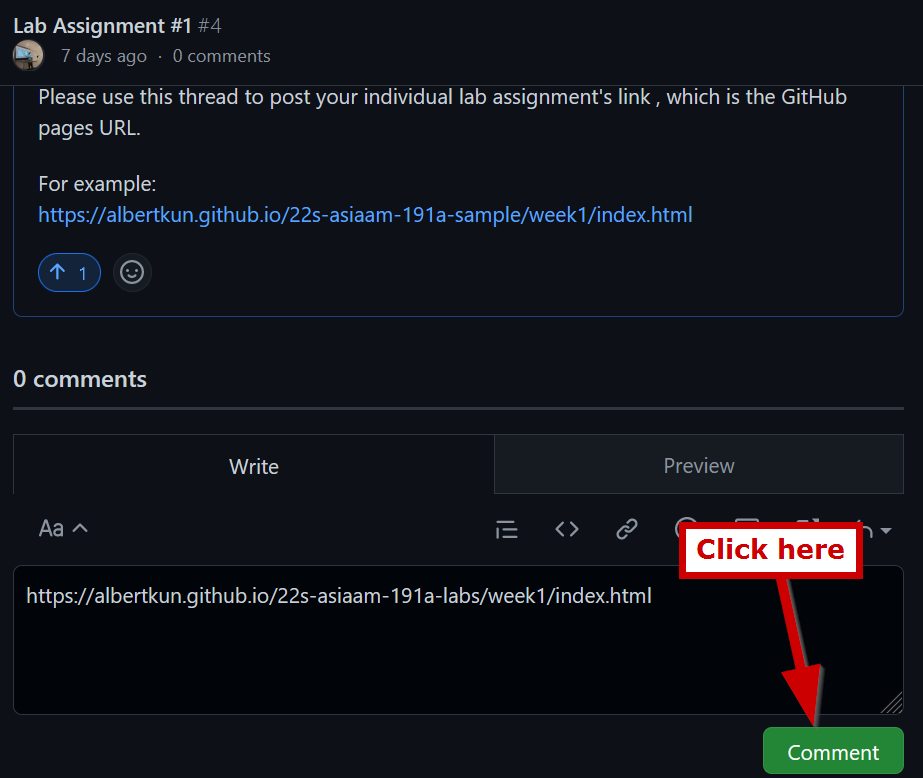 Lab Assignment #1 #4
7 days ago · 0 comments
Please use this thread to post your individual lab assignment's link , which is the GitHub
pages URL.
For example:
https://albertkun.github.io/22s-asiaam-191a-sample/week1/index.html
1
0 comments
Write
Preview
Aa
Click here
https://albertkun.github.io/22s-asiaam-191a-labs/week1/index.html
Comment